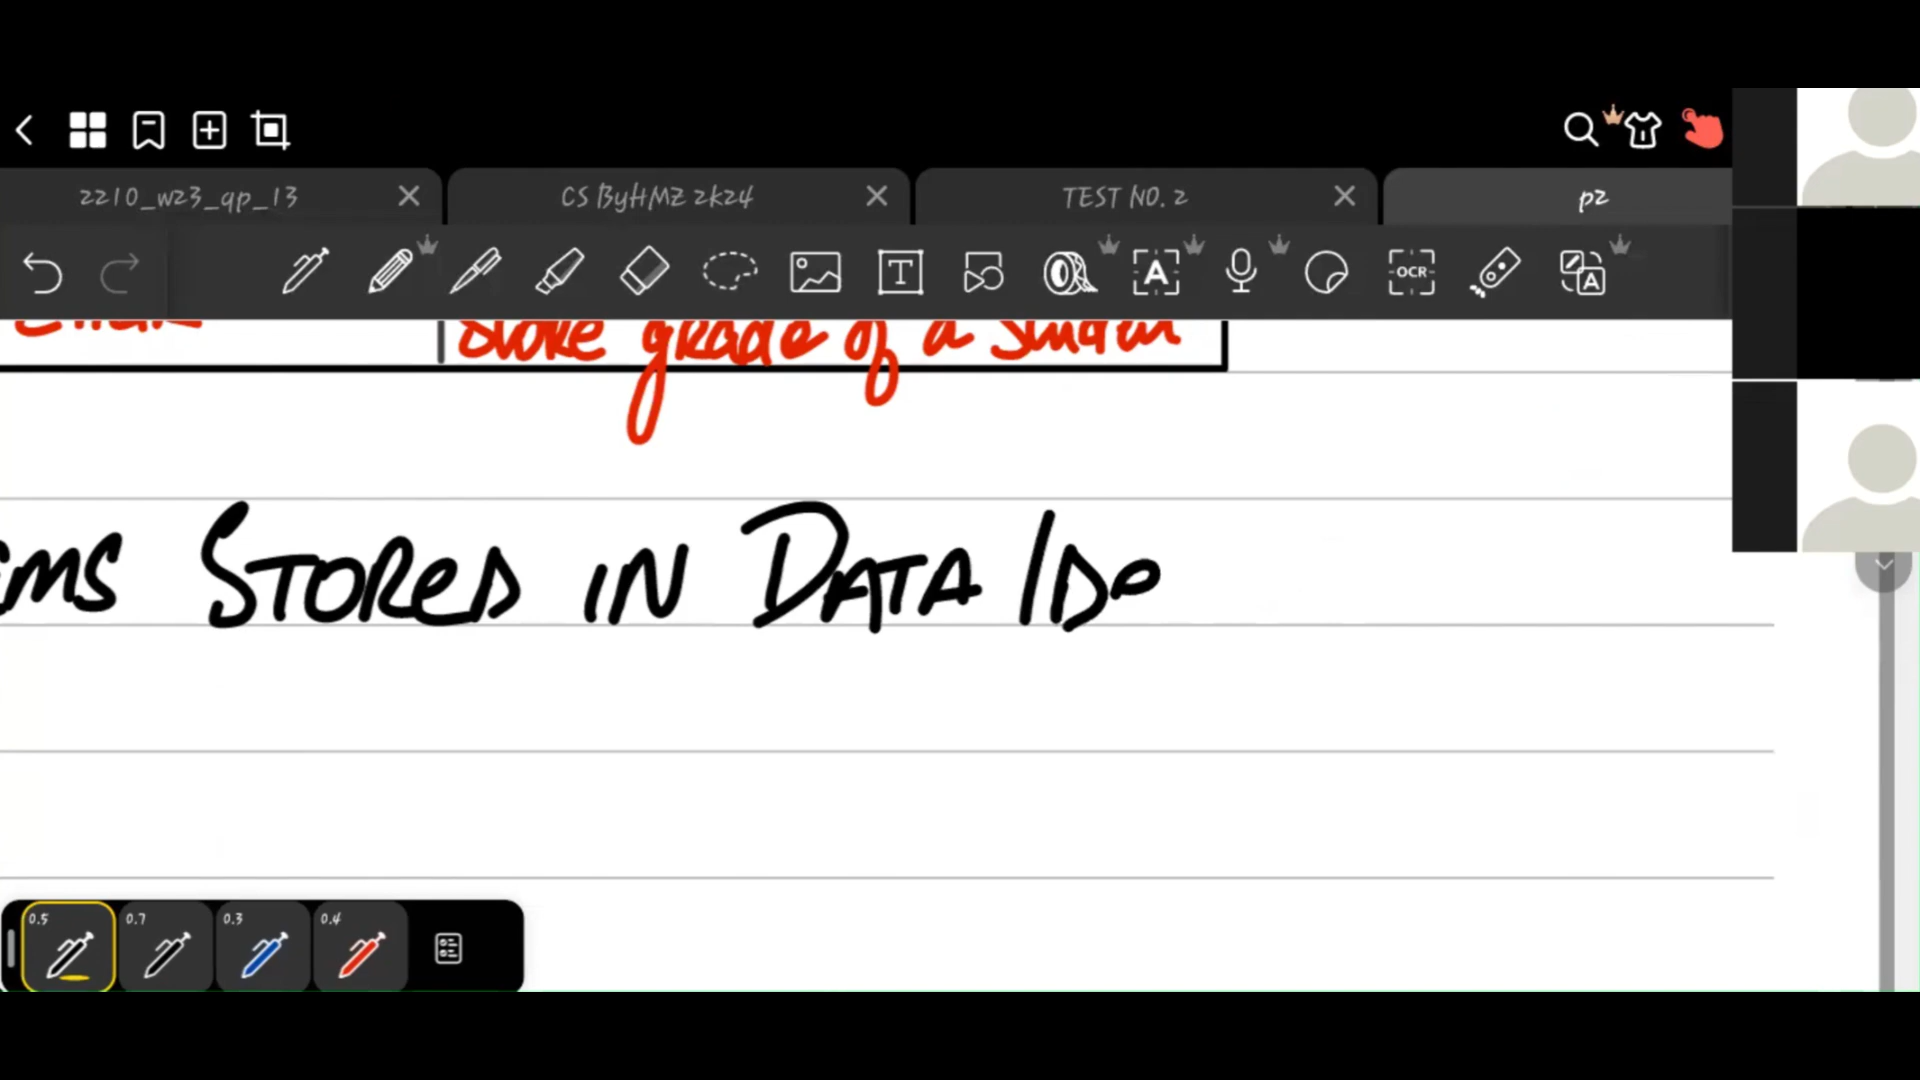 2210_w23_qp_13 CS ByHMZ 2k24 TEST NO. 2 p2
T A OCR A
Store grade of a
STORED IN DATA
0.5 0.7 0.3 0.4